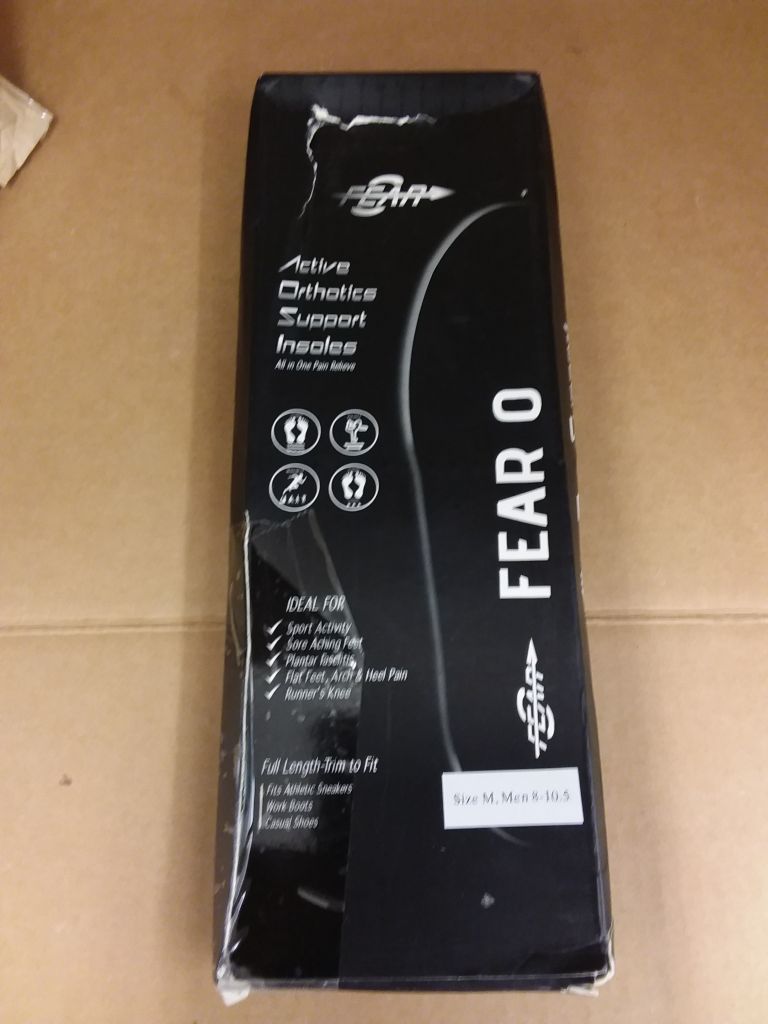 FEAR
Active
Orthotics
Support
Insoles
All in One Pain Relieve
FEAR O
IDEAL FOR
Sport Activity
Sore Aching Feet
Plantar fasciitis
Flat Feet, Arch & Heel Pain
Runner's Knee
FEAR
Full Length-Trim to Fit
Fits Athletic Sneakers
Work Boots
Casual Shoes
Size M, Men 8-10.5